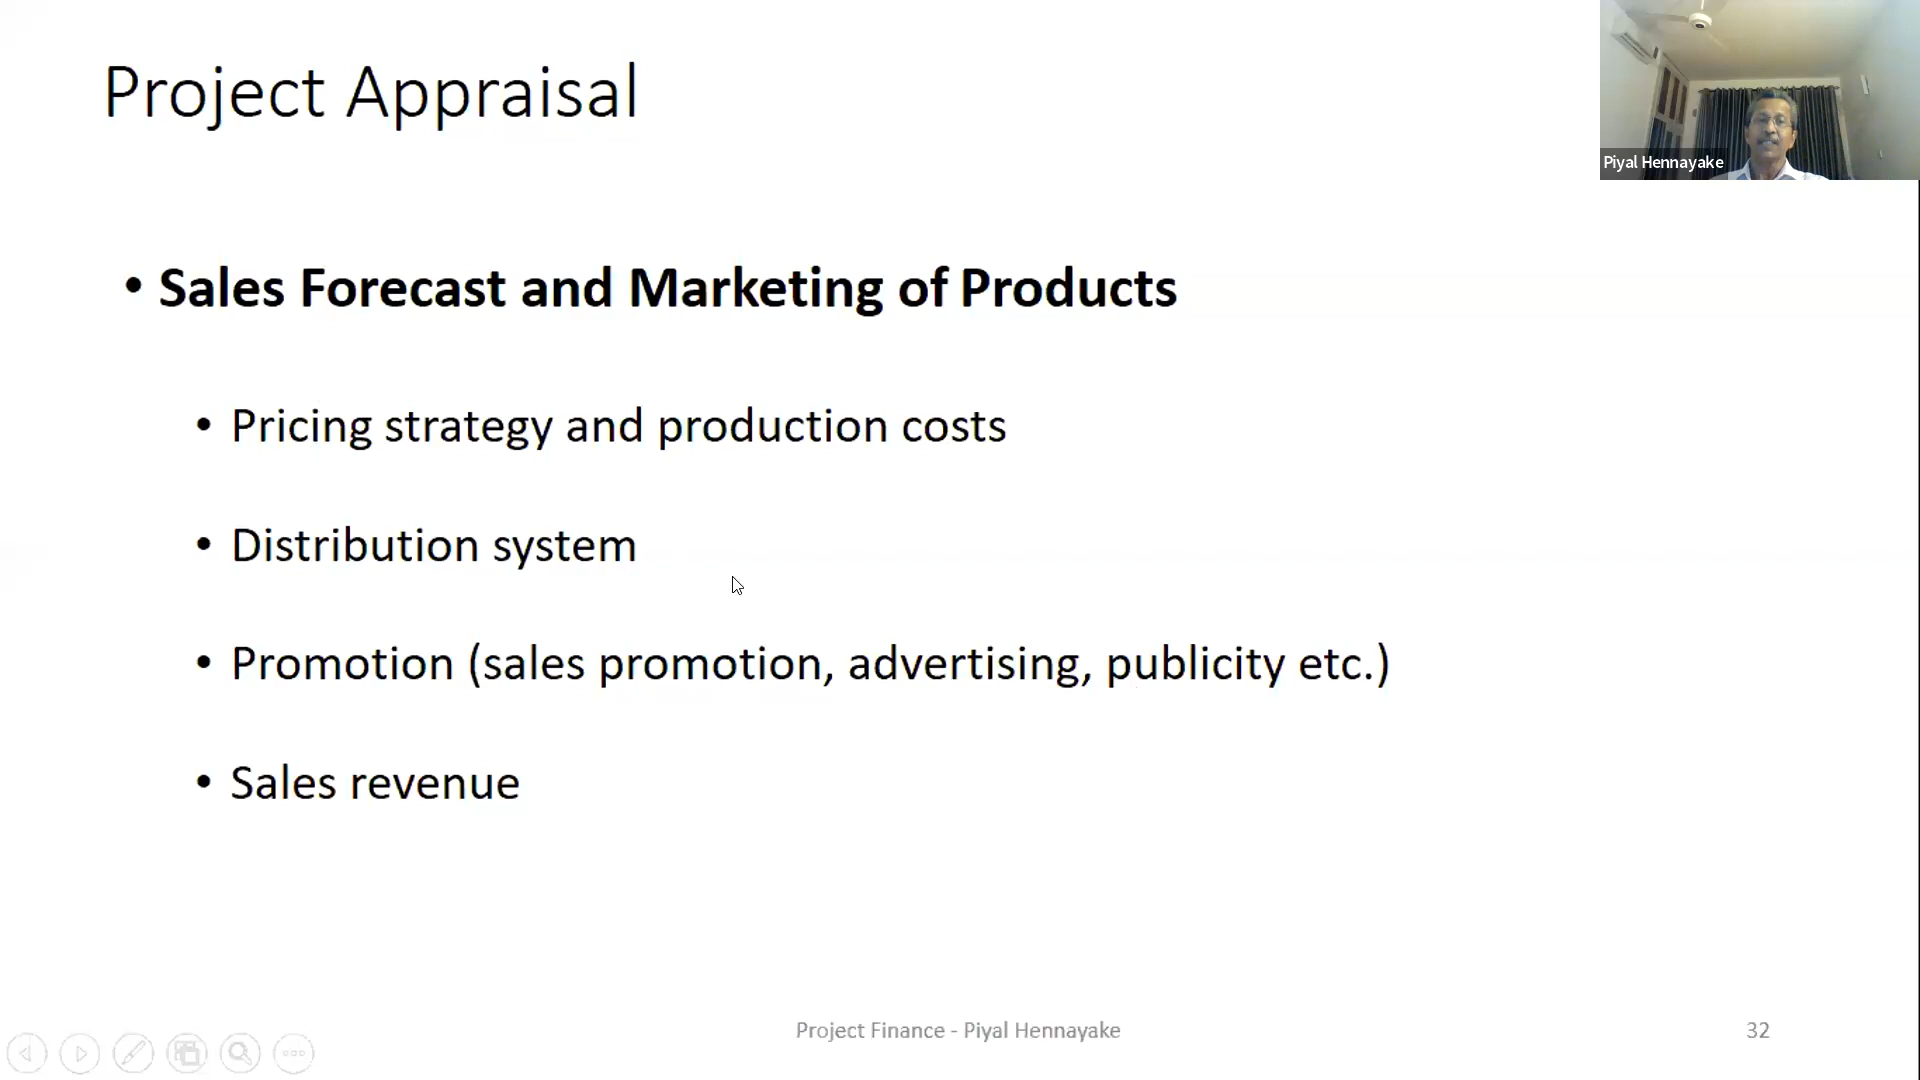 Project Appraisal
Piyal Hennayake
• Sales Forecast and Marketing of Products
• Pricing strategy and production costs
• Distribution system
• Promotion (sales promotion, advertising, publicity etc.)
• Sales revenue
Project Finance - Piyal Hennayake
32